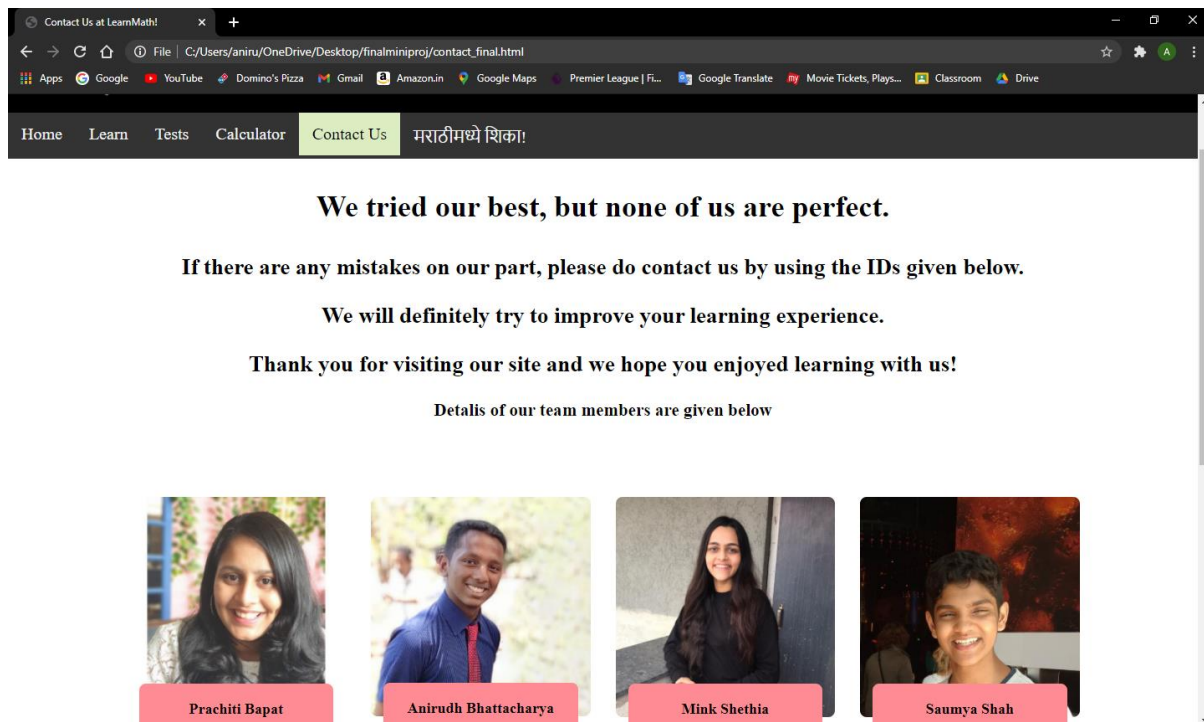 Contact Us at LearnMath!
File | C:/Users/aniru/OneDrive/Desktop/finalminiproj/contact_final.html
A
Apps Google YouTube Domino's Pizza Gmail Amazon.in Google Maps Premier League | Fi... Google Translate my Movie Tickets, Plays... Classroom Drive
Home Learn Tests Calculator Contact Us मराठीमध्ये शिका!
We tried our best, but none of us are perfect.
If there are any mistakes on our part, please do contact us by using the IDs given below.
We will definitely try to improve your learning experience.
Thank you for visiting our site and we hope you enjoyed learning with us!
Detalis of our team members are given below
Prachiti Bapat Anirudh Bhattacharya Mink Shethia Saumya Shah